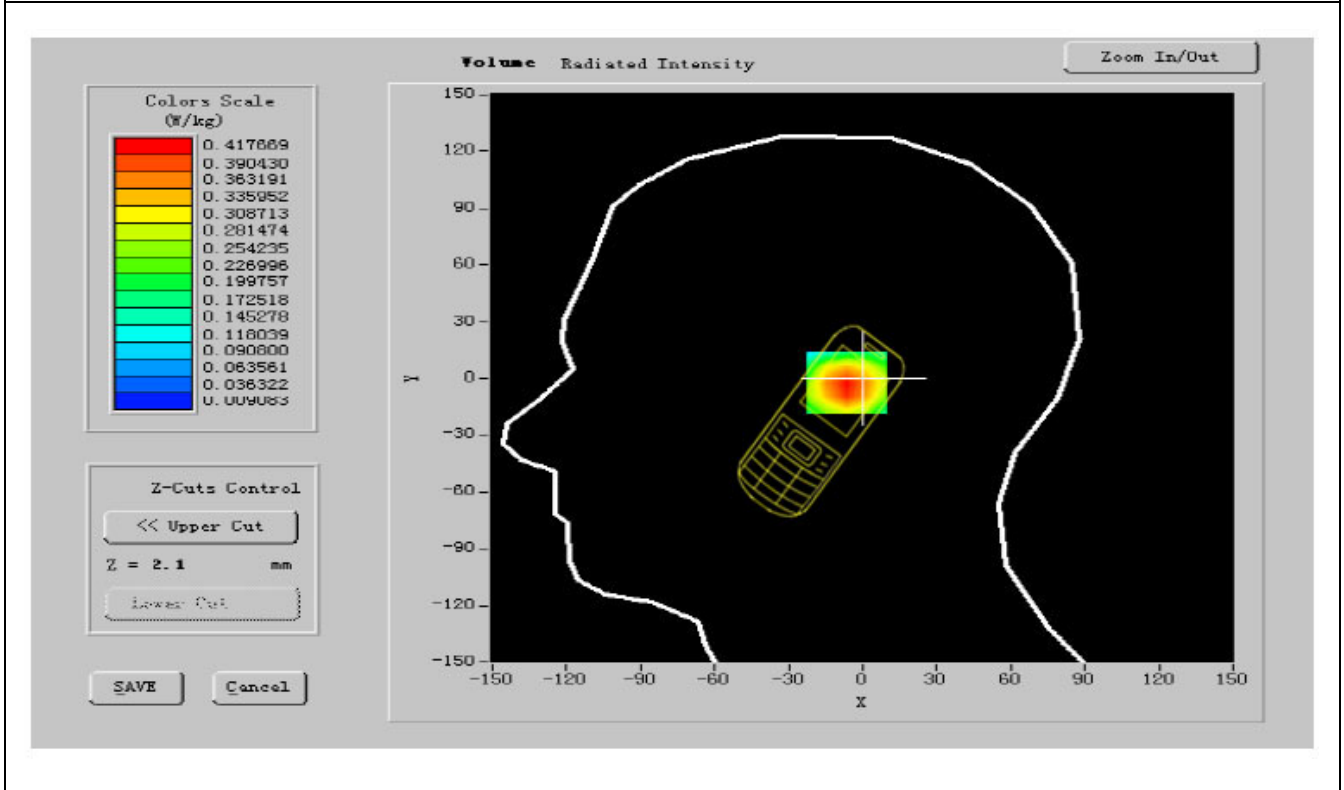 Volume Radiated Intensity
Zoom In/Out
Colors Scale
(W/kg)
0.417669
0.390430
0.363191
0.335952
0.308713
0.281474
0.254235
0.226996
0.199757
0.172518
0.145278
0.118039
0.090800
0.063561
0.036322
0.009083
Z-Cuts Control
<< Upper Cut
Z = 2.1 mm
Lower Cut
SAVE
Cancel
150
120
90
60
30
0
-30
-60
-90
-120
-150
Y
-150 -120 -90 -60 -30 0 30 60 90 120 150
X